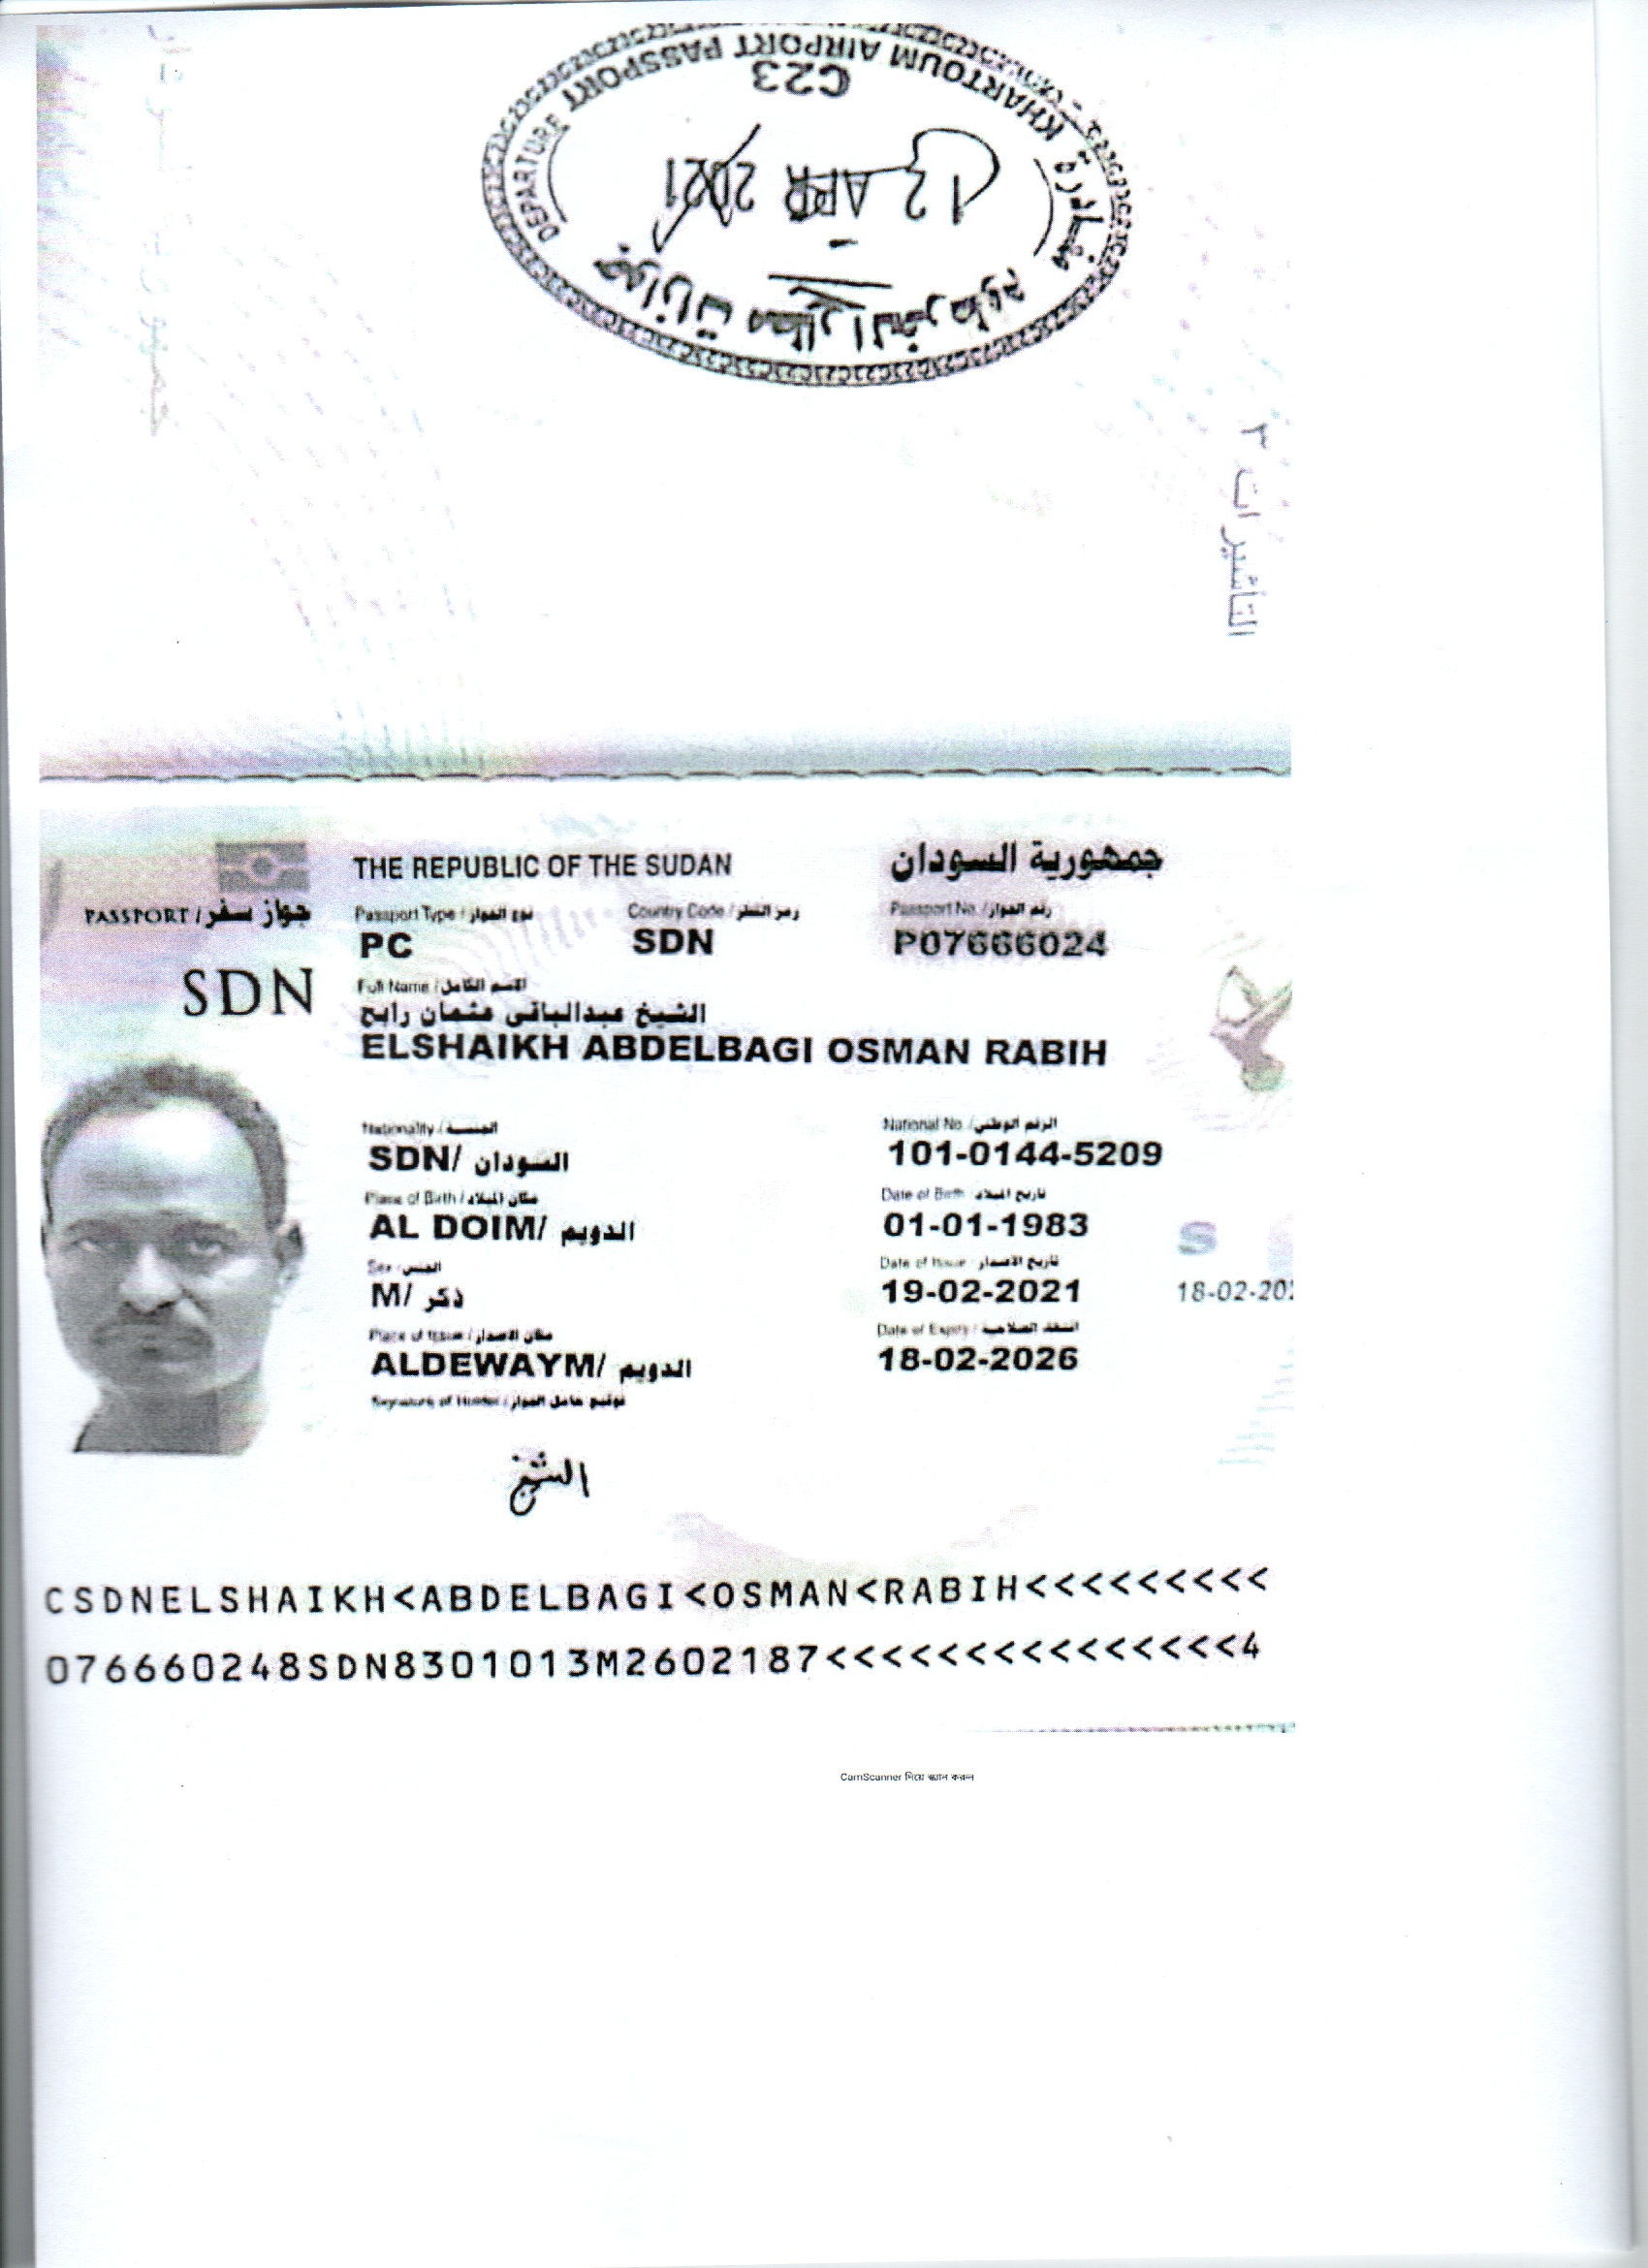 KHARTOUM AIRPORT PASSPORT
C23
12 APR 2021
DEPARTURE
مغادرة
جوازات مطار الخرطوم
التأشيرات ٣
THE REPUBLIC OF THE SUDAN جمهورية السودان
PASSPORT / جواز سفر
Passport Type / نوع الجواز Country Code / رمز القطر Passport No. / رقم الجواز
PC SDN P07666024
SDN
Full Name / الاسم الكامل
الشيخ عبدالباقى عثمان رابح
ELSHAIKH ABDELBAGI OSMAN RABIH
Nationality / الجنسية National No. / الرقم الوطني
SDN/ السودان 101-0144-5209
Place of Birth / مكان الميلاد Date of Birth / تاريخ الميلاد
AL DOIM/ الدويم 01-01-1983
S
Sex / الجنس Date of Issue / تاريخ الاصدار
M/ ذكر 19-02-2021 18-02-20
Place of Issue / مكان الاصدار Date of Expiry /
ALDEWAYM/ الدويم 18-02-2026
Signature of Holder / توقيع حامل الجواز
الشيخ
CSDNELSHAIKH<ABDELBAGI<OSMAN<RABIH<<<<<<<<<
076660248SDN8301013M2602187<<<<<<<<<<<<<<<4
CamScanner দিয়ে স্ক্যান করুন